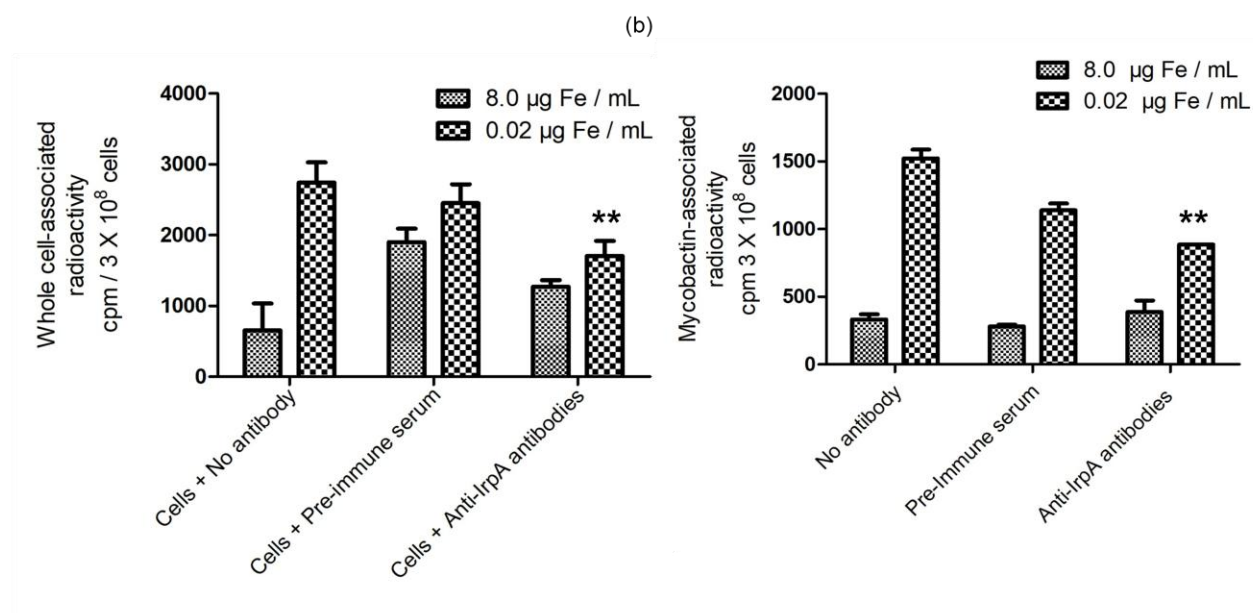 (b)
Whole cell-associated
radioactivity
cpm / 3 X 10⁸ cells
4000
3000
2000
1000
0
8.0 µg Fe / mL
0.02 µg Fe / mL
**
Cells + No antibody
Cells + Pre-immune serum
Cells + Anti-IrpA antibodies
Mycobactin-associated
radioactivity
cpm 3 X 10⁸ cells
2000
1500
1000
500
0
8.0 µg Fe / mL
0.02 µg Fe / mL
**
No antibody
Pre-Immune serum
Anti-IrpA antibodies